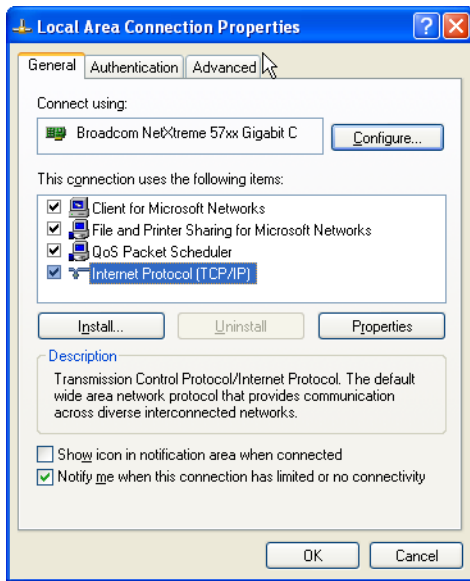 Local Area Connection Properties
General Authentication Advanced
Connect using:
Broadcom NetXtreme 57xx Gigabit C
Configure...
This connection uses the following items:
Client for Microsoft Networks
File and Printer Sharing for Microsoft Networks
QoS Packet Scheduler
Internet Protocol (TCP/IP)
Install... Uninstall Properties
Description
Transmission Control Protocol/Internet Protocol. The default
wide area network protocol that provides communication
across diverse interconnected networks.
Show icon in notification area when connected
Notify me when this connection has limited or no connectivity
OK Cancel